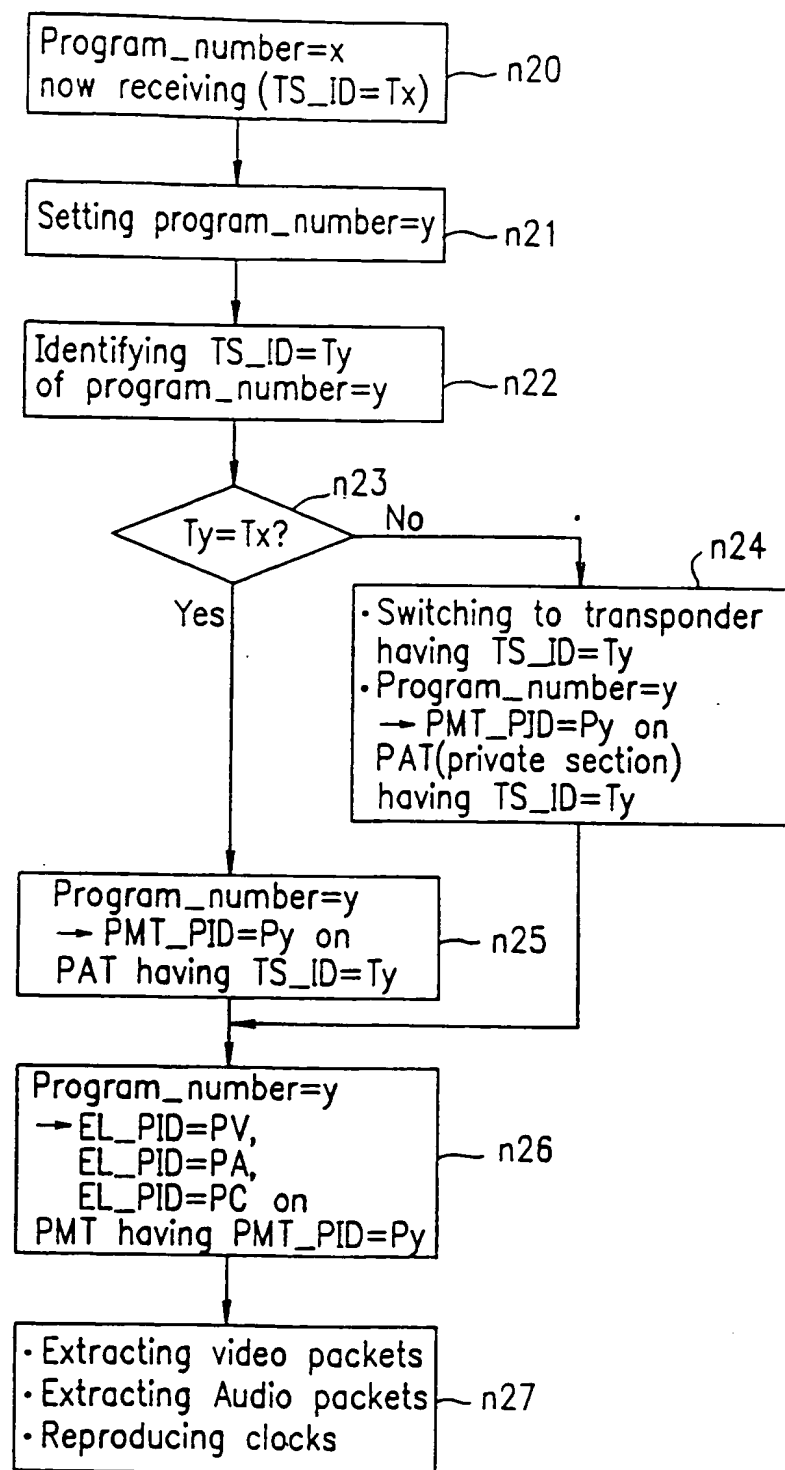 Program_number=x
now receiving (TS_ID=Tx)
n20
Setting program_number=y
n21
Identifying TS_ID=Ty
of program_number=y
n22
n23
Ty=Tx?
No
Yes
n24
· Switching to transponder
having TS_ID=Ty
· Program_number=y
→ PMT_PID=Py on
PAT(private section)
having TS_ID=Ty
Program_number=y
→ PMT_PID=Py on
PAT having TS_ID=Ty
n25
Program_number=y
→ EL_PID=PV,
EL_PID=PA,
EL_PID=PC on
PMT having PMT_PID=Py
n26
· Extracting video packets
· Extracting Audio packets
· Reproducing clocks
n27